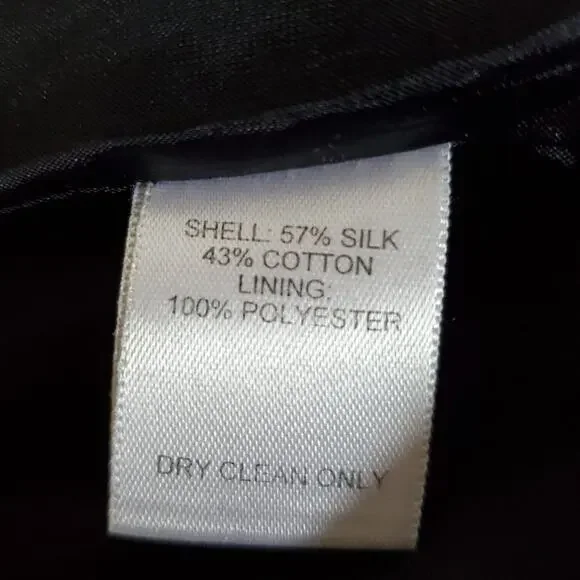 SHELL: 57% SILK
43% COTTON
LINING:
100% POLYESTER
DRY CLEAN ONLY